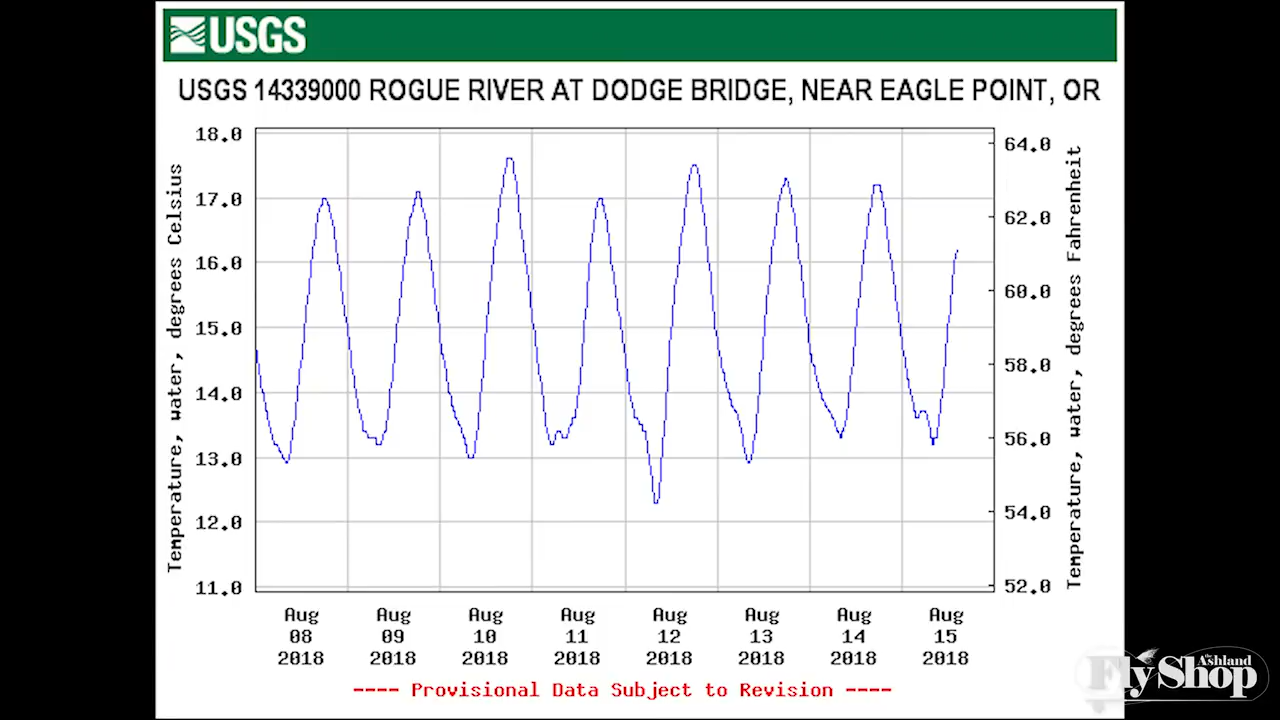 USGS
USGS 14339000 ROGUE RIVER AT DODGE BRIDGE, NEAR EAGLE POINT, OR
Temperature, water, degrees Celsius
18.0
17.0
16.0
15.0
14.0
13.0
12.0
11.0
64.0
62.0
60.0
58.0
56.0
54.0
52.0
Temperature, water, degrees Fahrenheit
Aug Aug Aug Aug Aug Aug Aug Aug
08 09 10 11 12 13 14 15
2018 2018 2018 2018 2018 2018 2018 2018
---- Provisional Data Subject to Revision ----
the Ashland
Fly Shop